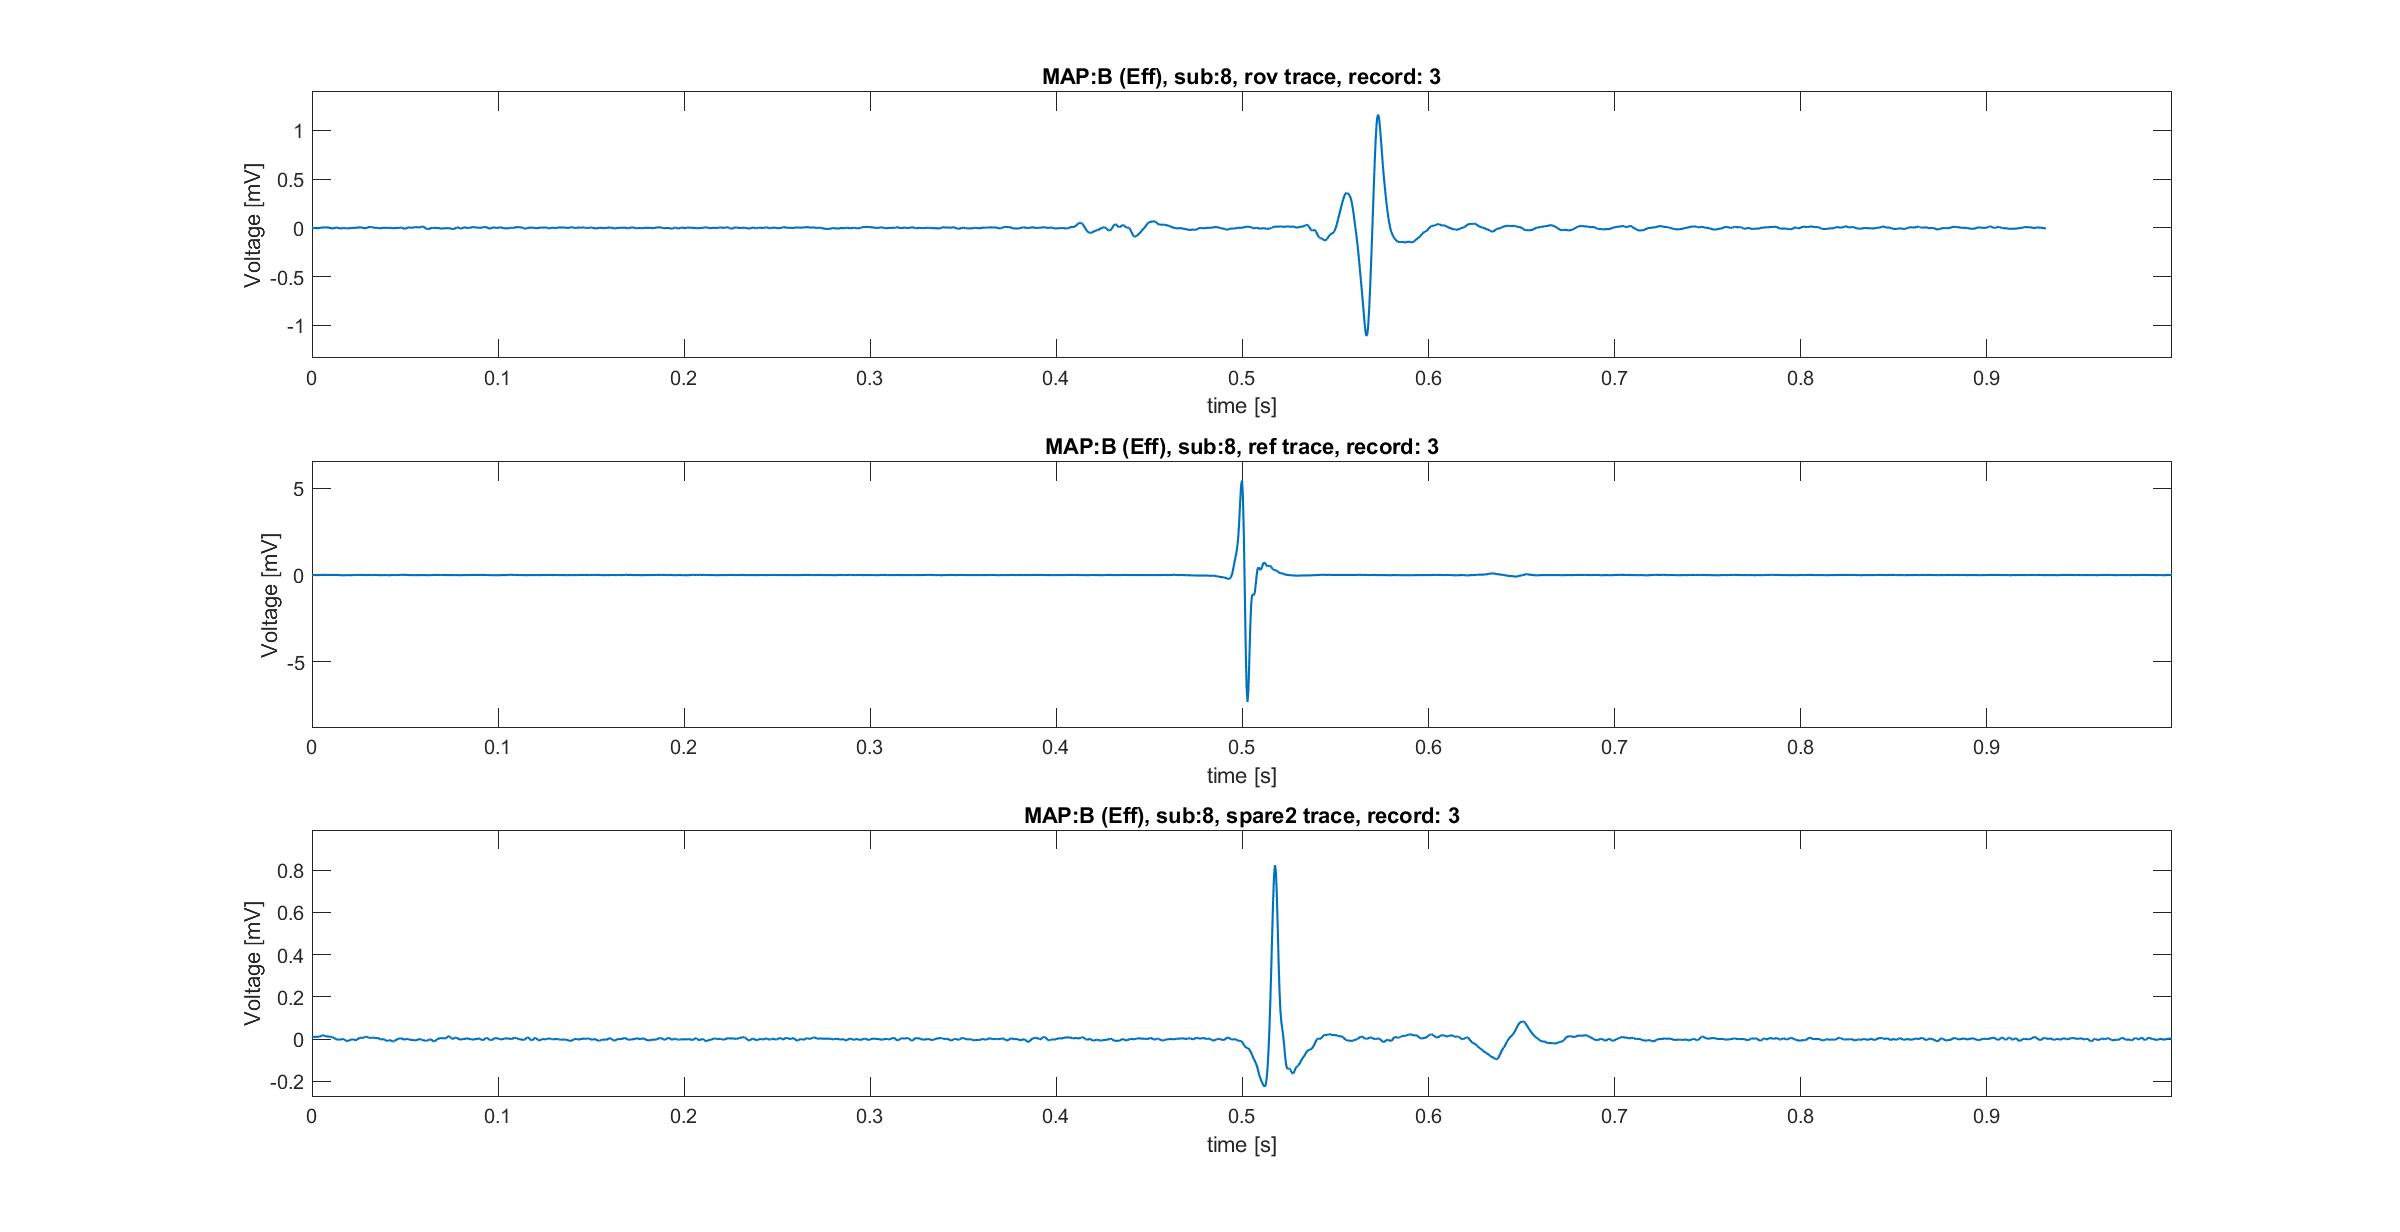 MAP:B (Eff), sub:8, rov trace, record: 3
1
0.5
0
-0.5
-1
Voltage [mV]
0 0.1 0.2 0.3 0.4 0.5 0.6 0.7 0.8 0.9
time [s]
MAP:B (Eff), sub:8, ref trace, record: 3
5
0
-5
Voltage [mV]
0 0.1 0.2 0.3 0.4 0.5 0.6 0.7 0.8 0.9
time [s]
MAP:B (Eff), sub:8, spare2 trace, record: 3
0.8
0.6
0.4
0.2
0
-0.2
Voltage [mV]
0 0.1 0.2 0.3 0.4 0.5 0.6 0.7 0.8 0.9
time [s]